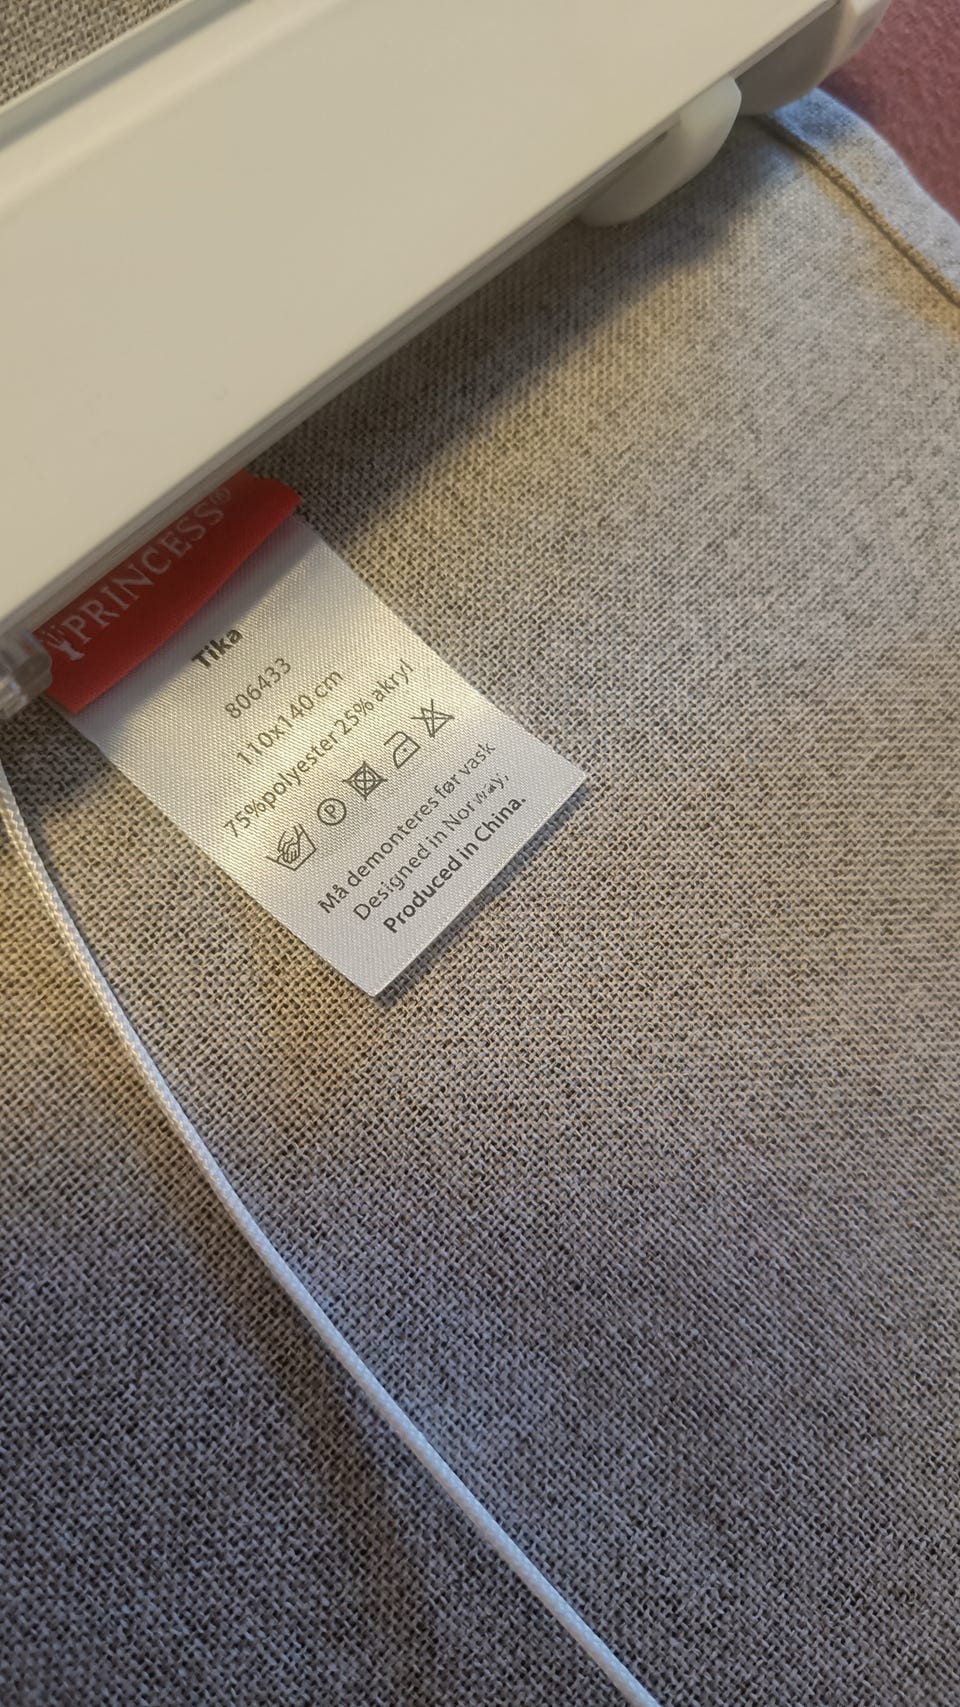 PRINCESS®
Tika
806433
110x140 cm
75%polyester 25% akryl
P
Må demonteres før vask
Designed in Norway,
Produced in China.